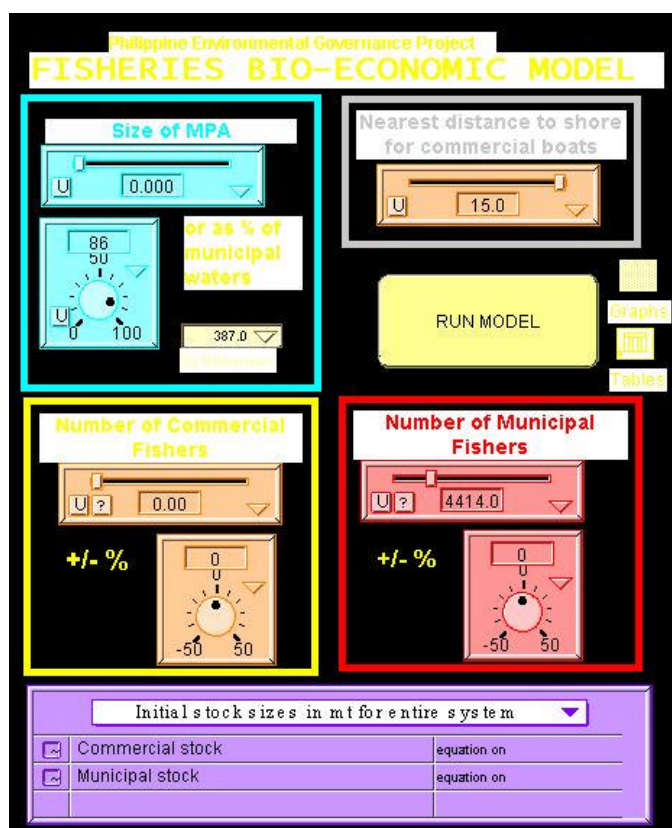 Philippine Environmental Governance Project
FISHERIES BIO-ECONOMIC MODEL
Size of MPA
U
0.000
86
50
U
0
100
or as % of
municipal
waters
387.0
Nearest distance to shore
for commercial boats
U
15.0
RUN MODEL
Graphs
Tables
Number of Commercial
Fishers
U ? 0.00
+/- %
0
0
-50 50
Number of Municipal
Fishers
U ? 4414.0
+/- %
0
0
-50 50
Initial stock sizes in mt for entire system
Commercial stock equation on
Municipal stock equation on